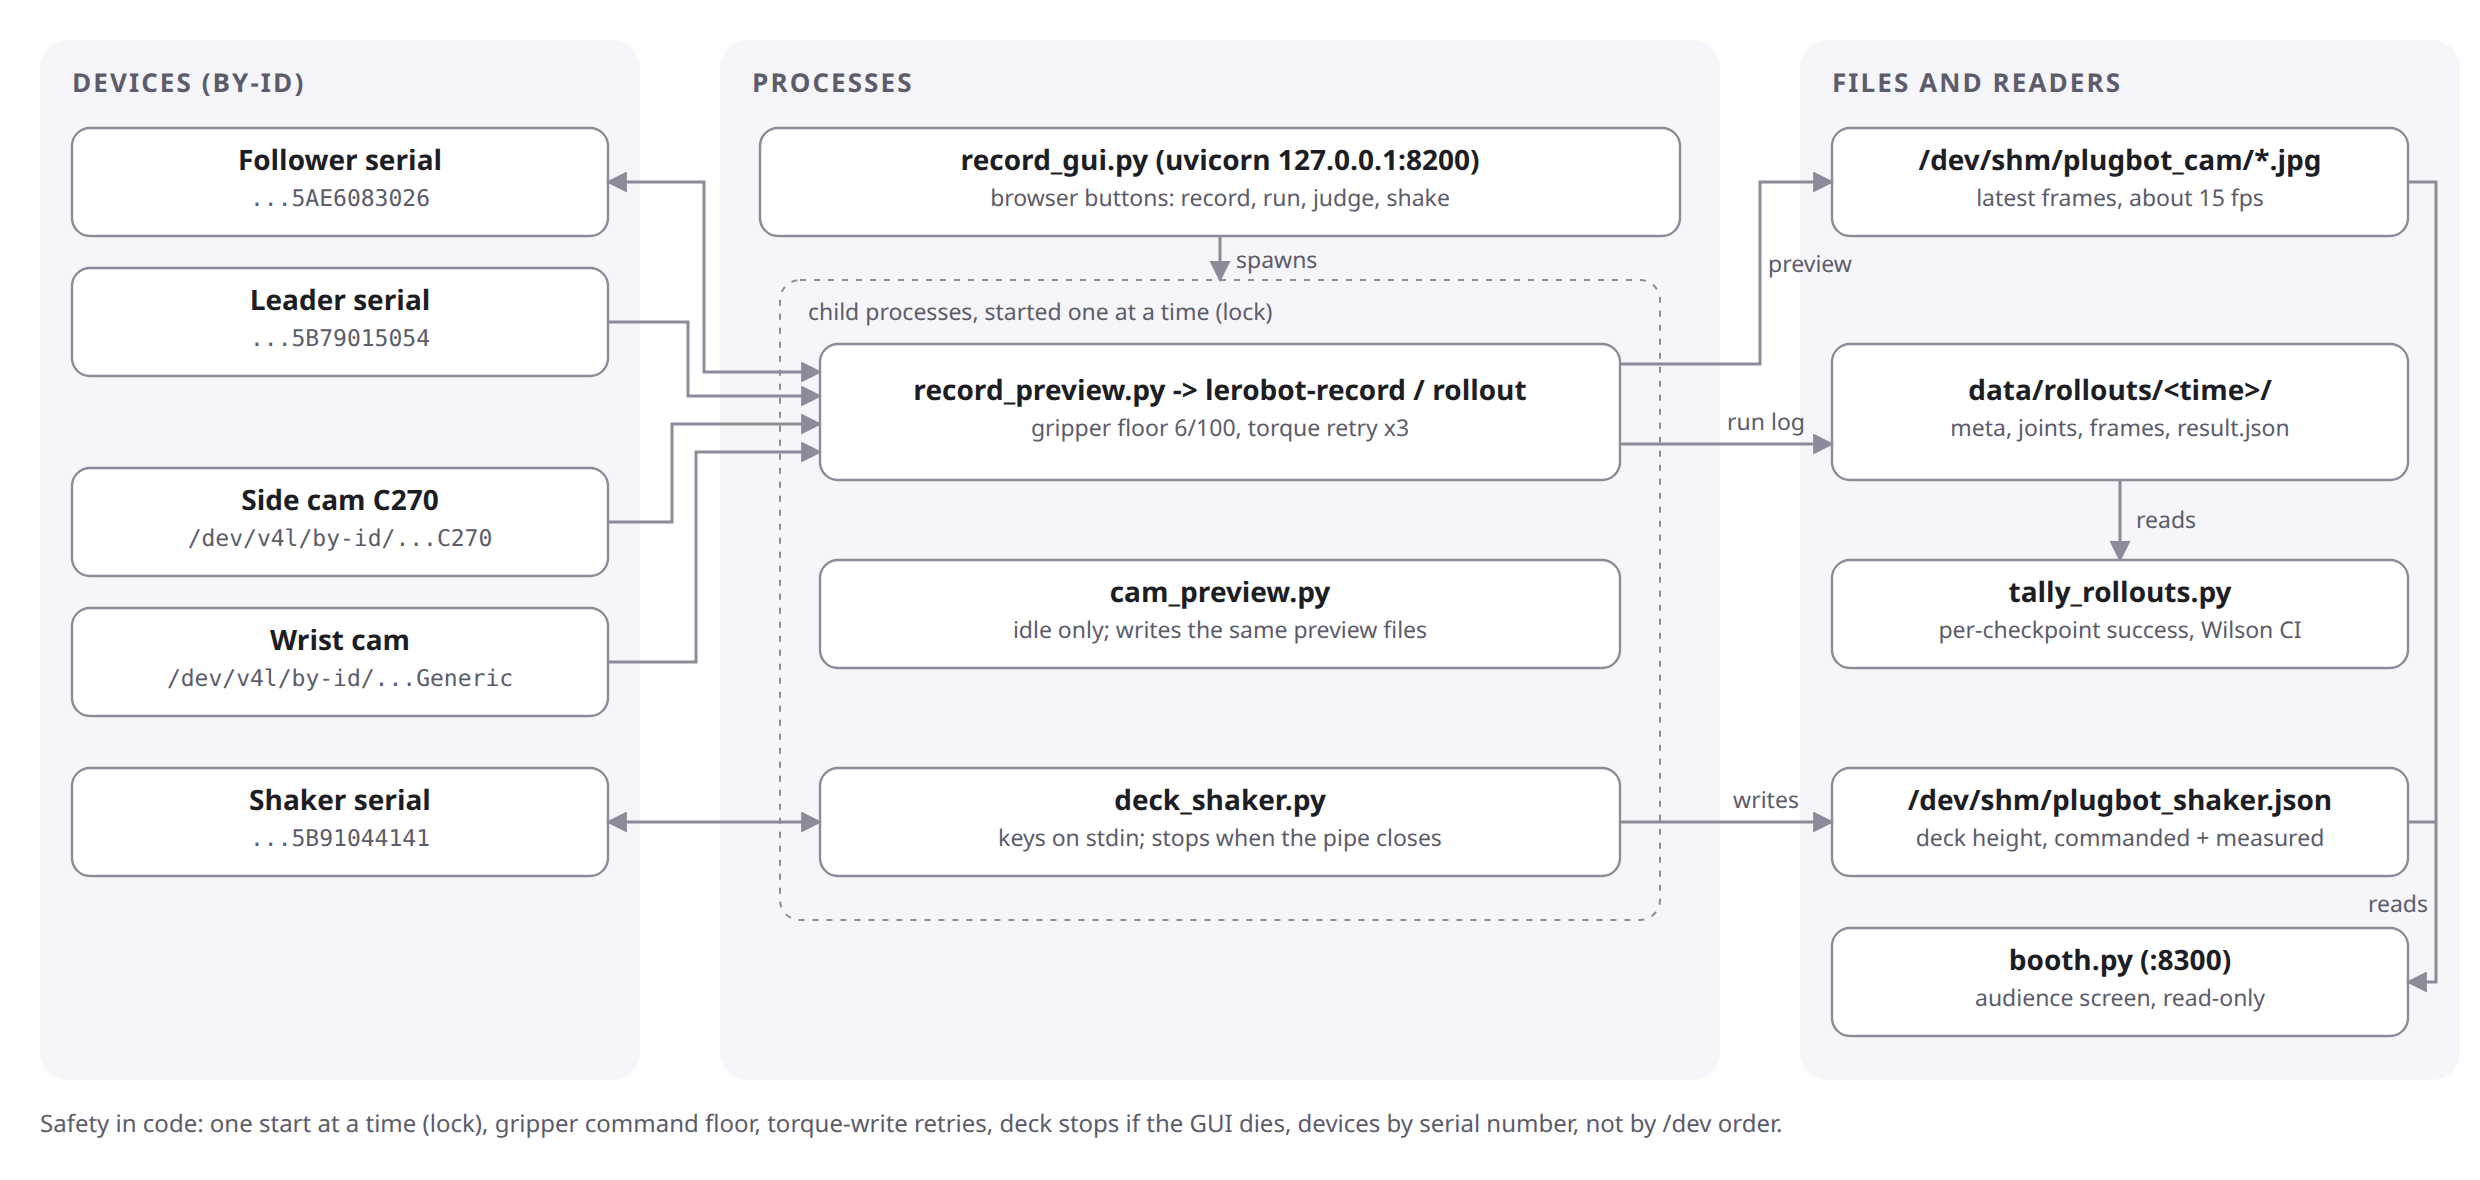 DEVICES (BY-ID)
Follower serial
...5AE6083026
Leader serial
...5B79015054
Side cam C270
/dev/v4l/by-id/...C270
Wrist cam
/dev/v4l/by-id/...Generic
Shaker serial
...5B91044141
PROCESSES
record_gui.py (uvicorn 127.0.0.1:8200)
browser buttons: record, run, judge, shake
spawns
child processes, started one at a time (lock)
record_preview.py -> lerobot-record / rollout
gripper floor 6/100, torque retry x3
cam_preview.py
idle only; writes the same preview files
deck_shaker.py
keys on stdin; stops when the pipe closes
preview
run log
writes
FILES AND READERS
/dev/shm/plugbot_cam/*.jpg
latest frames, about 15 fps
data/rollouts/<time>/
meta, joints, frames, result.json
reads
tally_rollouts.py
per-checkpoint success, Wilson CI
/dev/shm/plugbot_shaker.json
deck height, commanded + measured
reads
booth.py (:8300)
audience screen, read-only
Safety in code: one start at a time (lock), gripper command floor, torque-write retries, deck stops if the GUI dies, devices by serial number, not by /dev order.